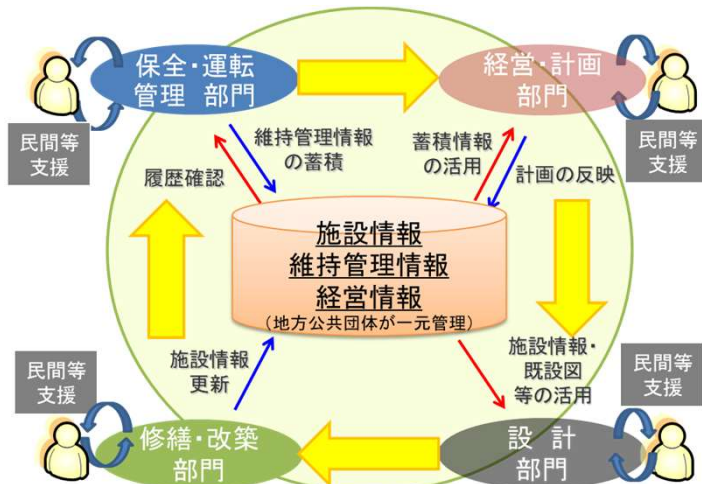 保全・運転
管理 部門
経営・計画
部門
民間等
支援
民間等
支援
維持管理情報
の蓄積
蓄積情報
の活用
履歴確認
計画の反映
施設情報
維持管理情報
経営情報
（地方公共団体が一元管理）
民間等
支援
施設情報
更新
施設情報・
既設図
等の活用
民間等
支援
修繕・改築
部門
設 計
部門